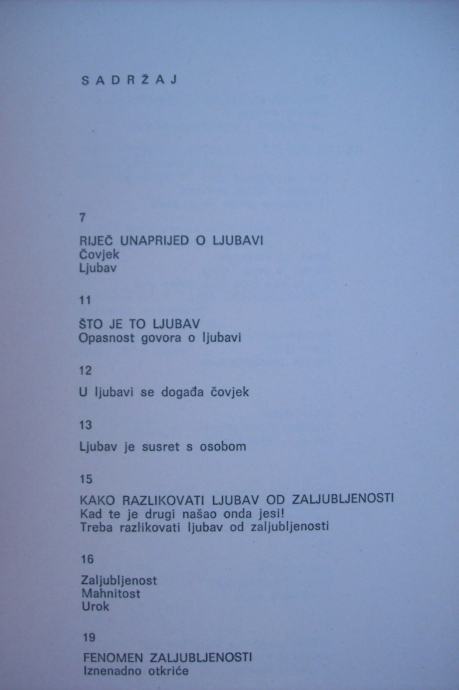 SADRŽAJ
7
RIJEČ UNAPRIJED O LJUBAVI
Čovjek
Ljubav
11
ŠTO JE TO LJUBAV
Opasnost govora o ljubavi
12
U ljubavi se događa čovjek
13
Ljubav je susret s osobom
15
KAKO RAZLIKOVATI LJUBAV OD ZALJUBLJENOSTI
Kad te je drugi našao onda jesi!
Treba razlikovati ljubav od zaljubljenosti
16
Zaljubljenost
Mahnitost
Urok
19
FENOMEN ZALJUBLJENOSTI
Iznenadno otkriće